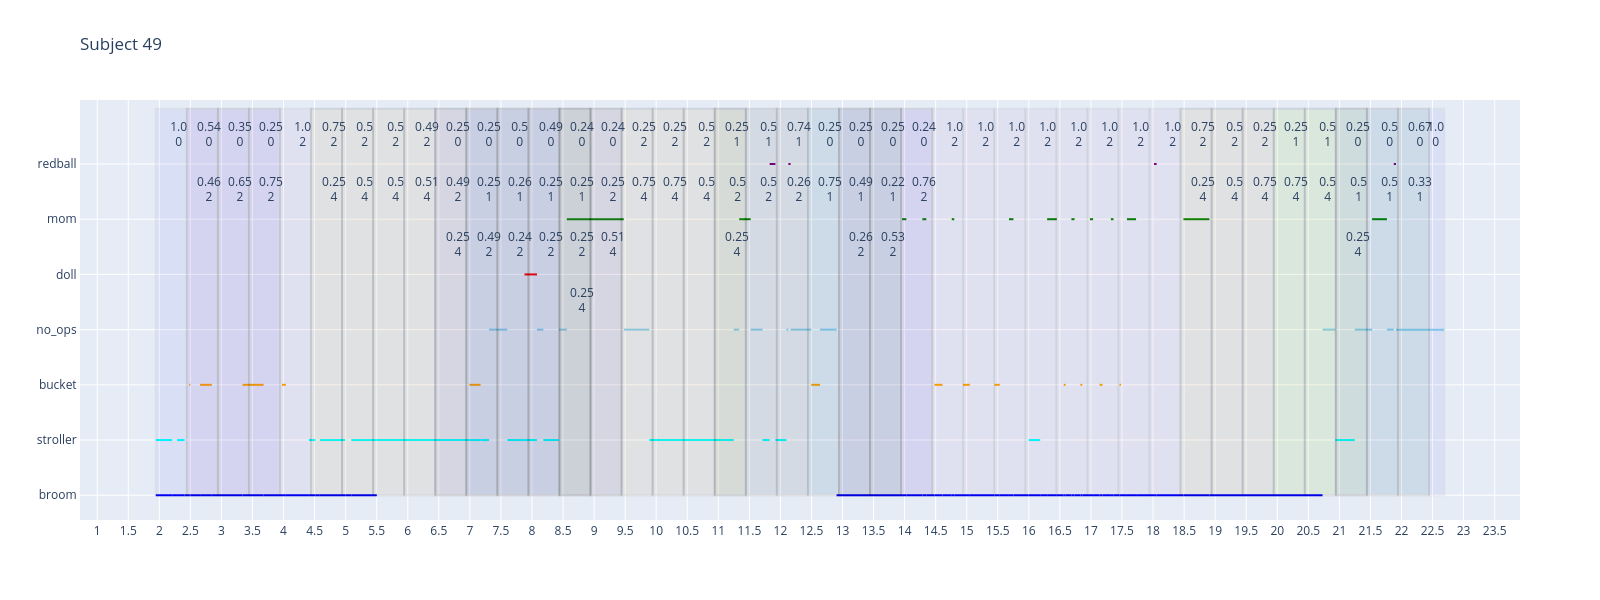 Subject 49
1.0 0.54 0.35 0.25 1.0 0.75 0.5 0.5 0.49 0.25 0.25 0.5 0.49 0.24 0.24 0.25 0.25 0.5 0.25 0.5 0.74 0.25 0.25 0.25 0.24 1.0 1.0 1.0 1.0 1.0 1.0 1.0 1.0 0.75 0.5 0.25 0.25 0.5 0.25 0.5 0.67 1.0
0 0 0 0 2 2 2 2 2 0 0 0 0 0 0 2 2 2 1 1 1 0 0 0 0 2 2 2 2 2 2 2 2 2 2 2 1 1 0 0 0 0
redball
0.46 0.65 0.75 0.25 0.5 0.5 0.51 0.49 0.25 0.26 0.25 0.25 0.25 0.75 0.75 0.5 0.5 0.5 0.26 0.75 0.49 0.22 0.76 0.25 0.5 0.75 0.75 0.5 0.5 0.5 0.33
2 2 2 4 4 4 4 2 1 1 1 1 2 4 4 4 2 2 2 1 1 1 2 4 4 4 4 4 1 1 1
mom
0.25 0.49 0.24 0.25 0.25 0.51 0.25 0.26 0.53 0.25
4 2 2 2 2 4 4 2 2 4
doll
0.25
4
no_ops
bucket
stroller
broom
1 1.5 2 2.5 3 3.5 4 4.5 5 5.5 6 6.5 7 7.5 8 8.5 9 9.5 10 10.5 11 11.5 12 12.5 13 13.5 14 14.5 15 15.5 16 16.5 17 17.5 18 18.5 19 19.5 20 20.5 21 21.5 22 22.5 23 23.5